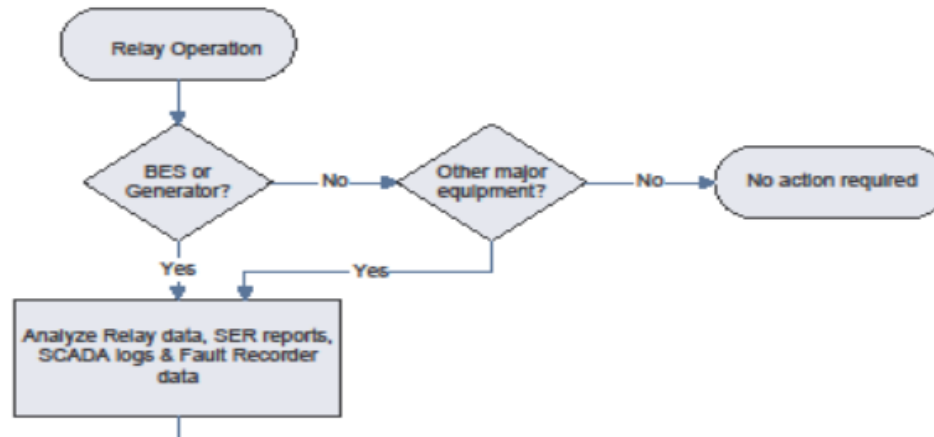 Relay Operation
BES or
Generator?
No
Other major
equipment?
No
No action required
Yes
Yes
Analyze Relay data, SER reports,
SCADA logs & Fault Recorder
data